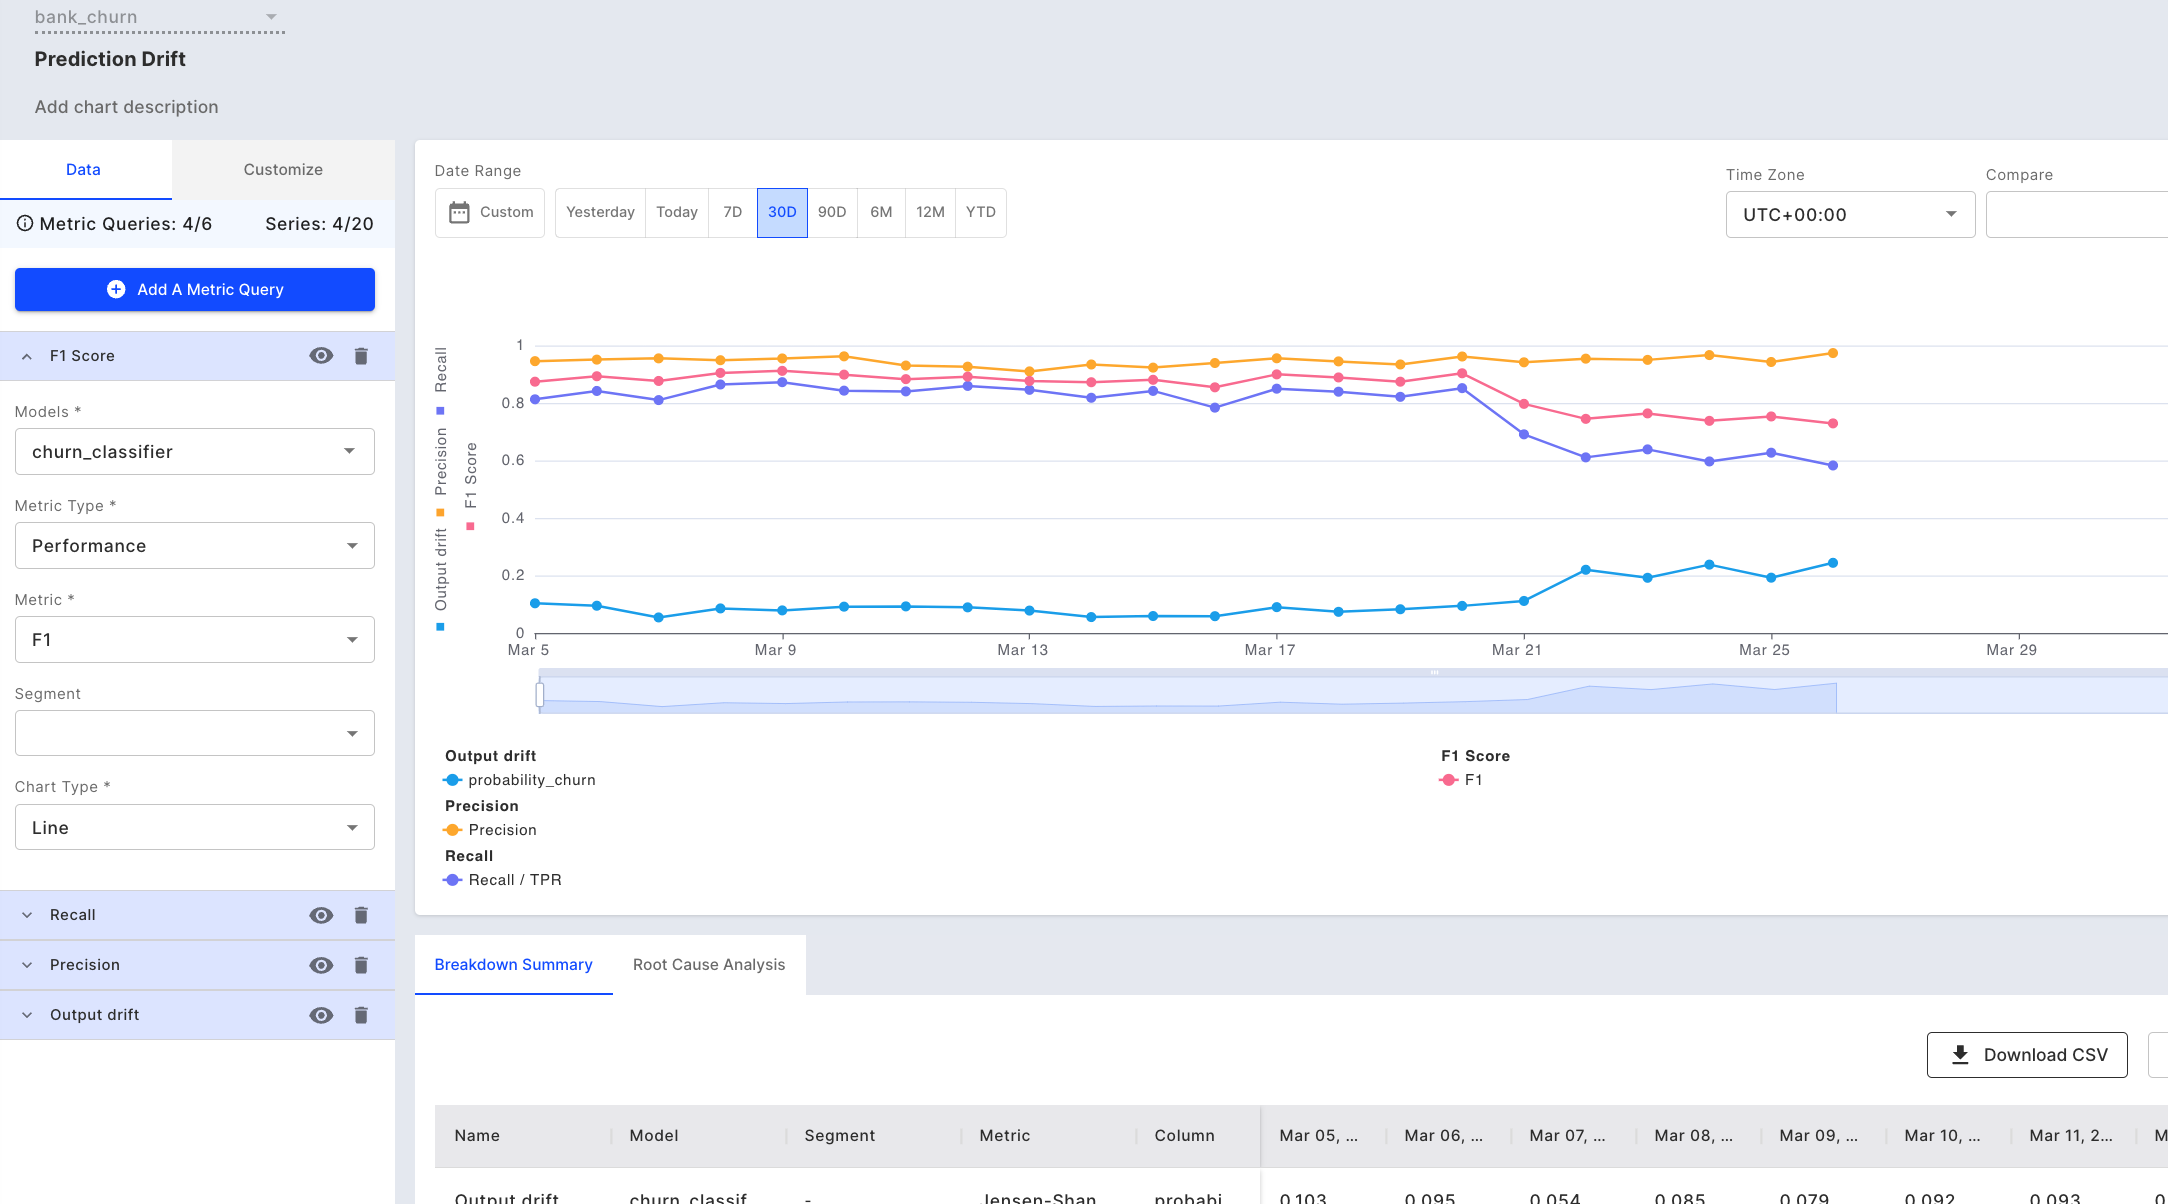 bank_churn
Prediction Drift
Add chart description
Data
Customize
Metric Queries: 4/6
Series: 4/20
Add A Metric Query
F1 Score
Models *
churn_classifier
Metric Type *
Performance
Metric *
F1
Segment
Chart Type *
Line
Recall
Precision
Output drift
Date Range
Custom
Yesterday
Today
7D
30D
90D
6M
12M
YTD
Time Zone
UTC+00:00
Compare
Recall
Precision
Output drift
F1 Score
1
0.8
0.6
0.4
0.2
0
Mar 5
Mar 9
Mar 13
Mar 17
Mar 21
Mar 25
Mar 29
Output drift
probability_churn
Precision
Precision
Recall
Recall / TPR
F1 Score
F1
Breakdown Summary
Root Cause Analysis
Download CSV
Name
Model
Segment
Metric
Column
Mar 05, ...
Mar 06, ...
Mar 07, ...
Mar 08, ...
Mar 09, ...
Mar 10, ...
Mar 11, 2...
M
Output drift
churn_classif
-
Jensen-Shan
probabi
0.103
0.095
0.054
0.085
0.079
0.092
0.093